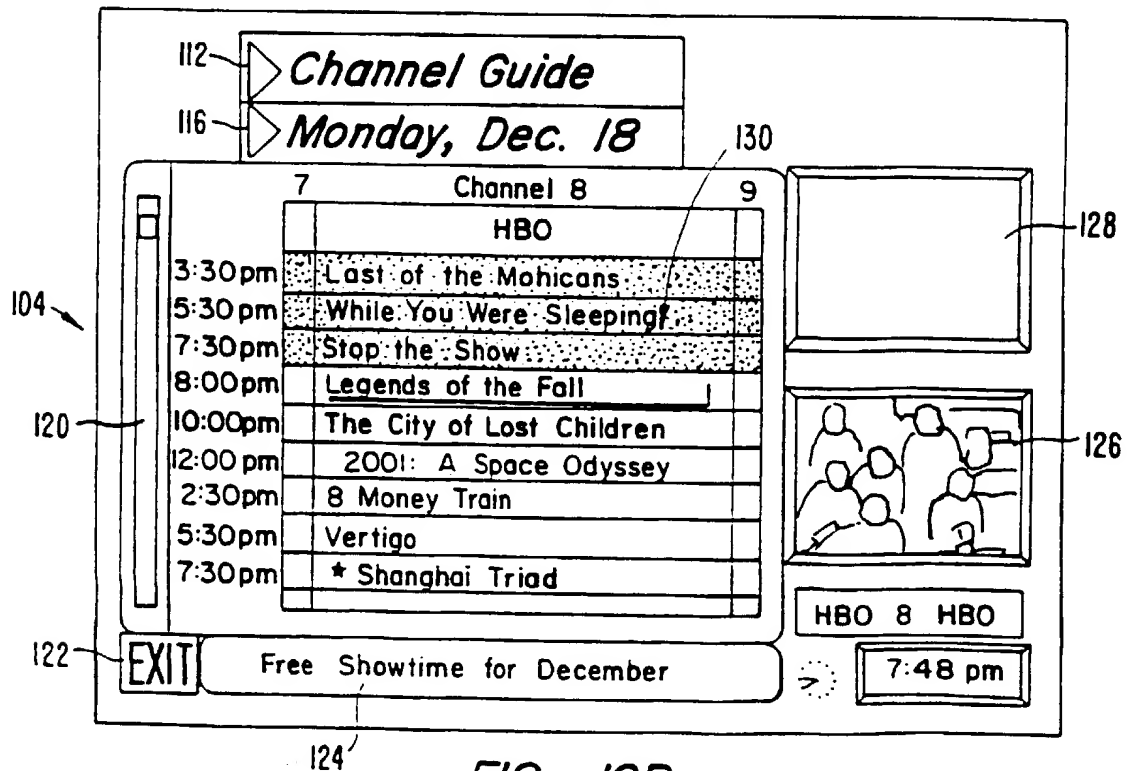 112
Channel Guide
116
Monday, Dec. 18
130
7 Channel 8 9
HBO
128
3:30pm Last of the Mohicans
104
5:30pm While You Were Sleeping
7:30pm Stop the Show
8:00pm Legends of the Fall
120
10:00pm The City of Lost Children
126
12:00 pm 2001: A Space Odyssey
2:30pm 8 Money Train
5:30pm Vertigo
7:30pm * Shanghai Triad
HBO 8 HBO
122
EXIT
Free Showtime for December
7:48 pm
124